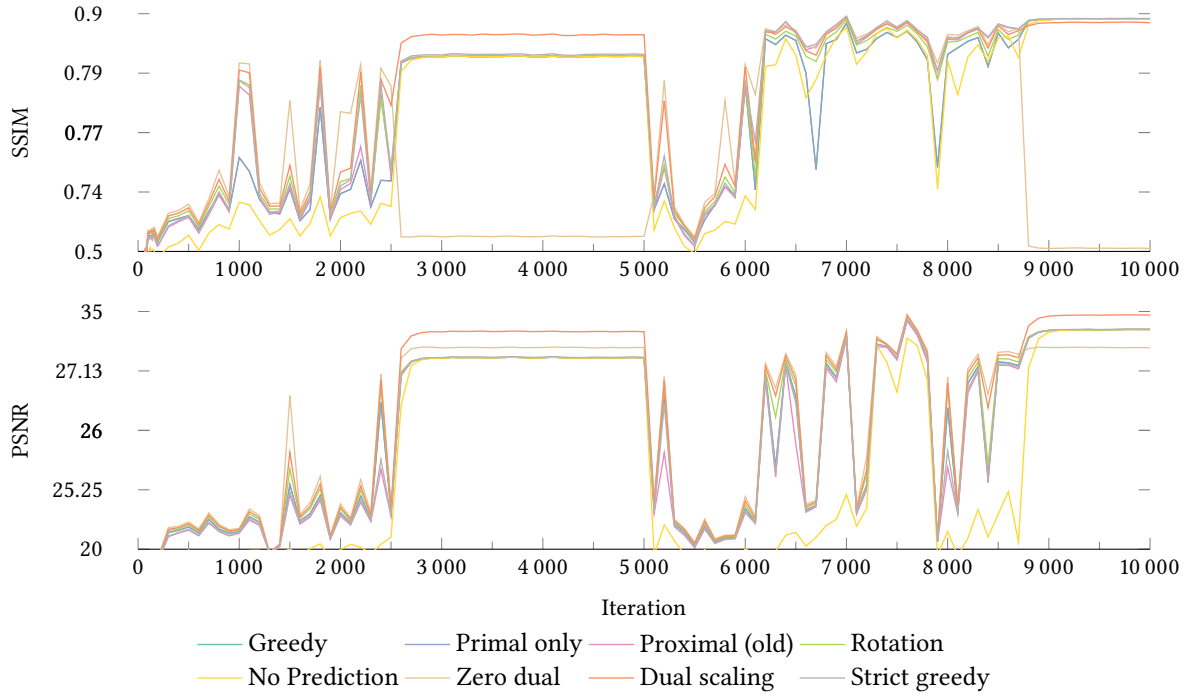 0.9
0.79
0.77
0.74
0.5
SSIM
0 1 000 2 000 3 000 4 000 5 000 6 000 7 000 8 000 9 000 10 000
35
27.13
26
25.25
20
PSNR
0 1 000 2 000 3 000 4 000 5 000 6 000 7 000 8 000 9 000 10 000
Iteration
Greedy Primal only Proximal (old) Rotation
No Prediction Zero dual Dual scaling Strict greedy